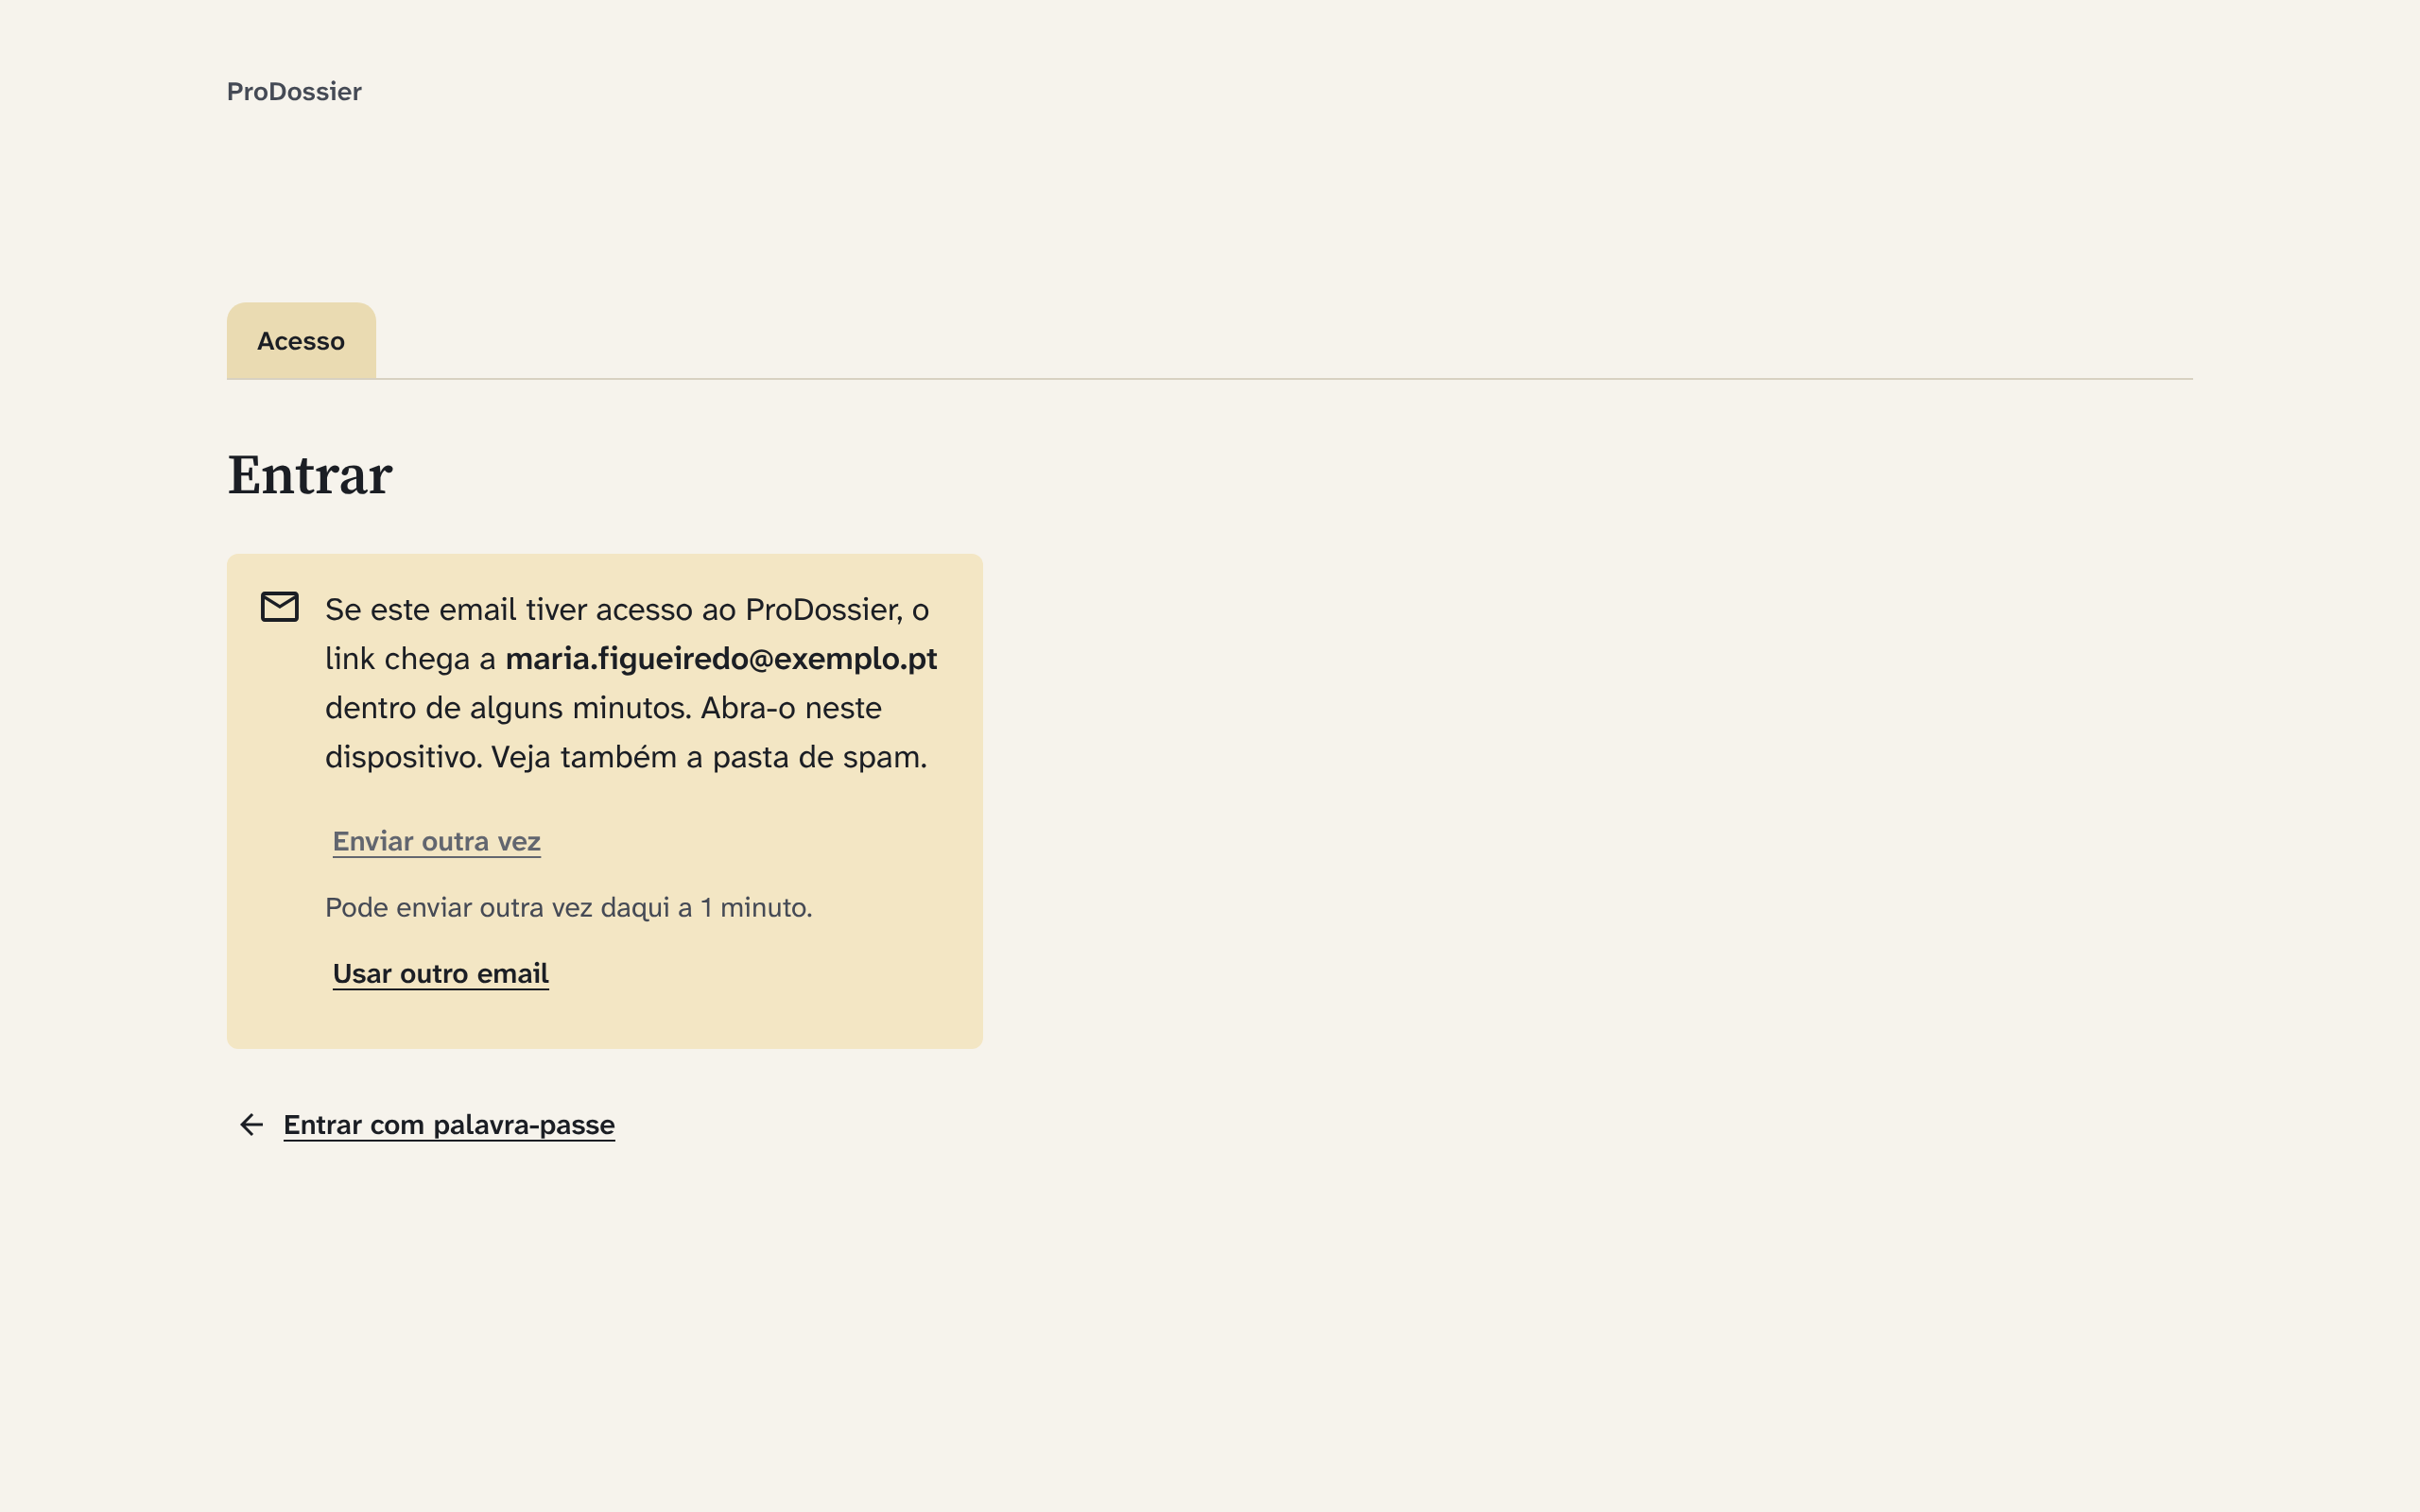 ProDossier
Acesso
Entrar
Se este email tiver acesso ao ProDossier, o
link chega a maria.figueiredo@exemplo.pt
dentro de alguns minutos. Abra-o neste
dispositivo. Veja também a pasta de spam.
Enviar outra vez
Pode enviar outra vez daqui a 1 minuto.
Usar outro email
Entrar com palavra-passe